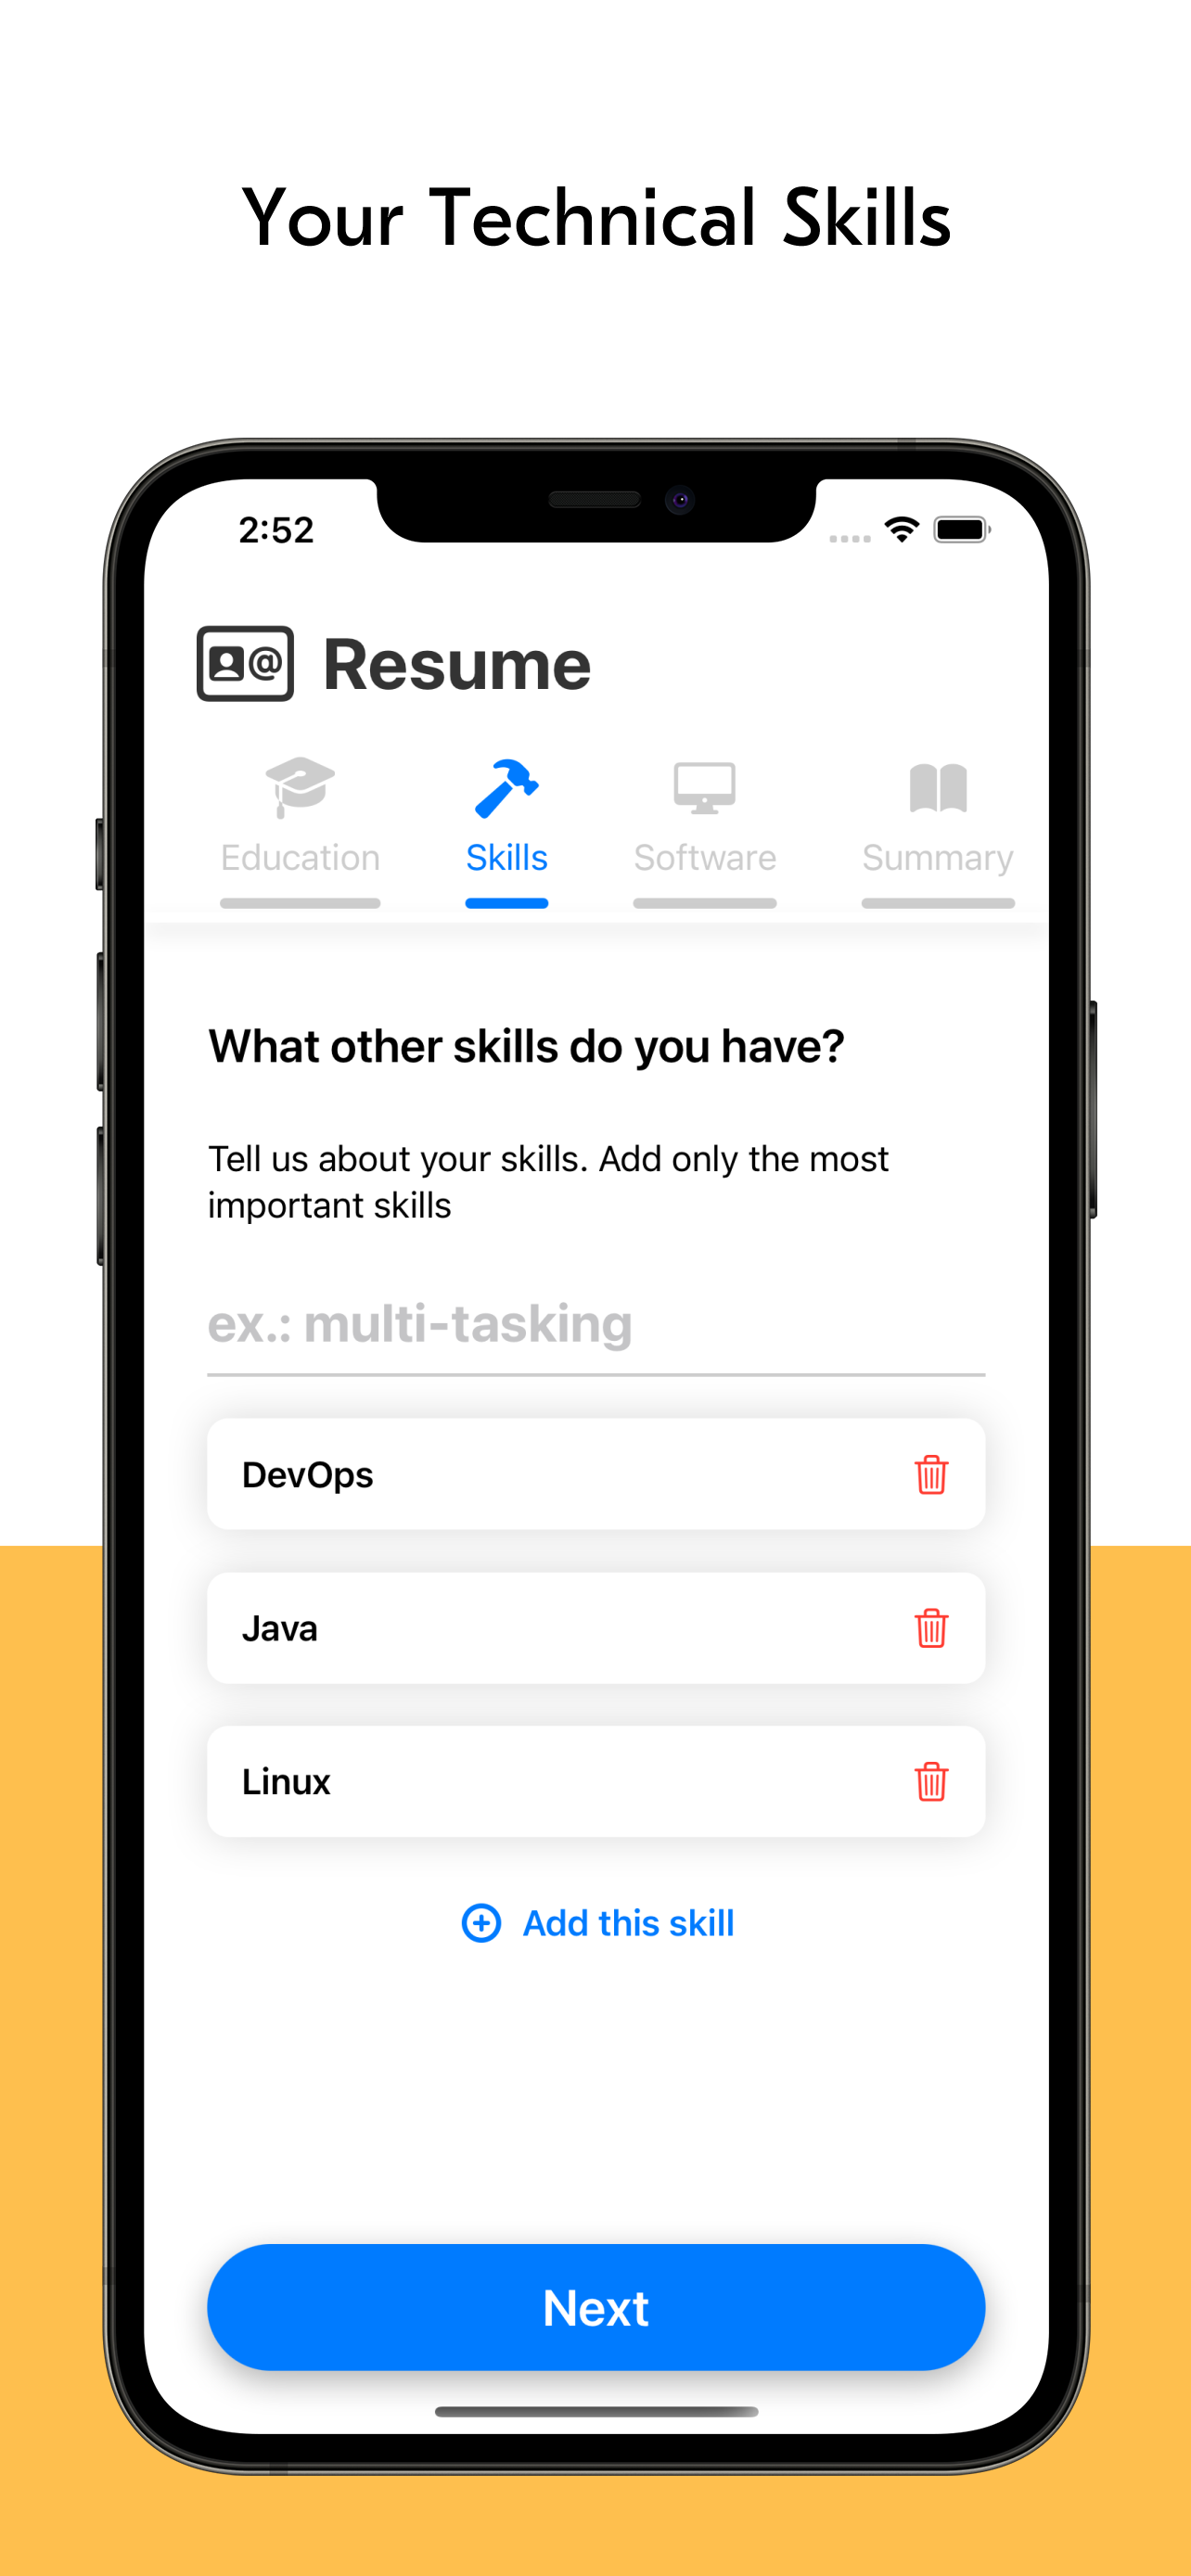 Your Technical Skills
2:52
@ Resume
Education Skills Software Summary
What other skills do you have?
Tell us about your skills. Add only the most
important skills
ex.: multi-tasking
DevOps
Java
Linux
Add this skill
Next